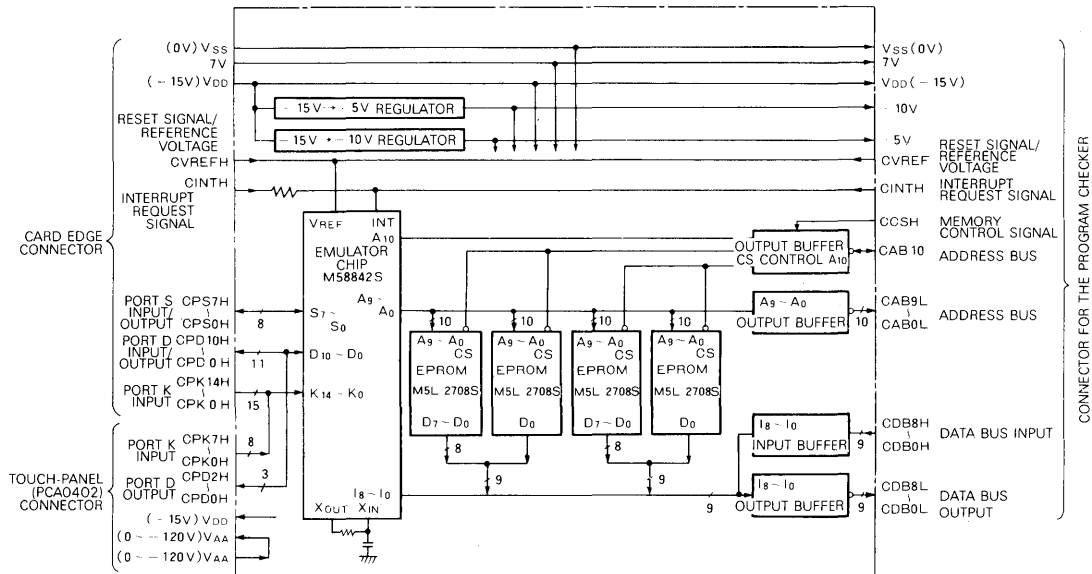 (0V) VSS
7V
(-15V) VDD
RESET SIGNAL/
REFERENCE
VOLTAGE
CVREFH
CINTH
INTERRUPT
REQUEST
SIGNAL
CARD EDGE
CONNECTOR
PORT S
INPUT/
OUTPUT
CPS7H
~
CPS0H
8
PORT D
INPUT/
OUTPUT
CPD10H
~
CPD0H
11
PORT K
INPUT
CPK14H
~
CPK0H
15
PORT K
INPUT
CPK7H
~
CPK0H
8
TOUCH-PANEL
(PCA0402)
CONNECTOR
PORT D
OUTPUT
CPD2H
~
CPD0H
3
(-15V) VDD
(0~-120V) VAA
(0~-120V) VAA
-15V→-5V REGULATOR
-15V→-10V REGULATOR
VREF INT
A10
EMULATOR
CHIP
M58842S
A9~
A0
S7~
S0
D10~D0
K14~K0
I8~I0
XOUT XIN
10
A9~A0
CS
EPROM
M5L 2708S
D7~D0
8
10
A9~A0
CS
EPROM
M5L 2708S
D0
9
10
A9~A0
CS
EPROM
M5L 2708S
D7~D0
8
10
A9~A0
CS
EPROM
M5L 2708S
D0
9
9
OUTPUT BUFFER
CS CONTROL A10
A9~A0
OUTPUT BUFFER
I8~I0
INPUT BUFFER
I8~I0
OUTPUT BUFFER
VSS (0V)
7V
VDD (-15V)
-10V
-5V
CVREF
RESET SIGNAL/
REFERENCE
VOLTAGE
CINTH
INTERRUPT
REQUEST SIGNAL
CCSH
MEMORY
CONTROL SIGNAL
CAB10
ADDRESS BUS
10
CAB9L
~
CAB0L
ADDRESS BUS
9
CDB8H
~
CDB0H
DATA BUS INPUT
9
CDB8L
~
CDB0L
DATA BUS
OUTPUT
CONNECTOR FOR THE PROGRAM CHECKER